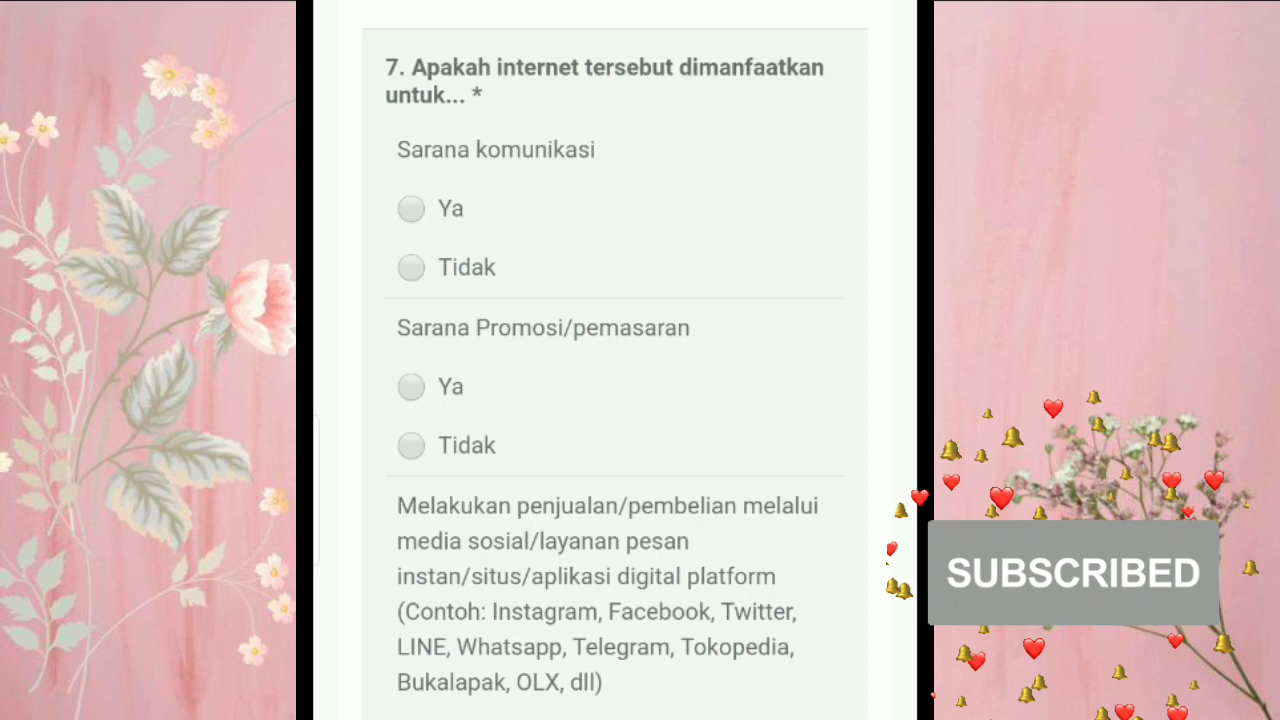 7. Apakah internet tersebut dimanfaatkan
untuk... *
Sarana komunikasi
Ya
Tidak
Sarana Promosi/pemasaran
Ya
Tidak
Melakukan penjualan/pembelian melalui
media sosial/layanan pesan
instan/situs/aplikasi digital platform
(Contoh: Instagram, Facebook, Twitter,
LINE, Whatsapp, Telegram, Tokopedia,
Bukalapak, OLX, dll)
SUBSCRIBED